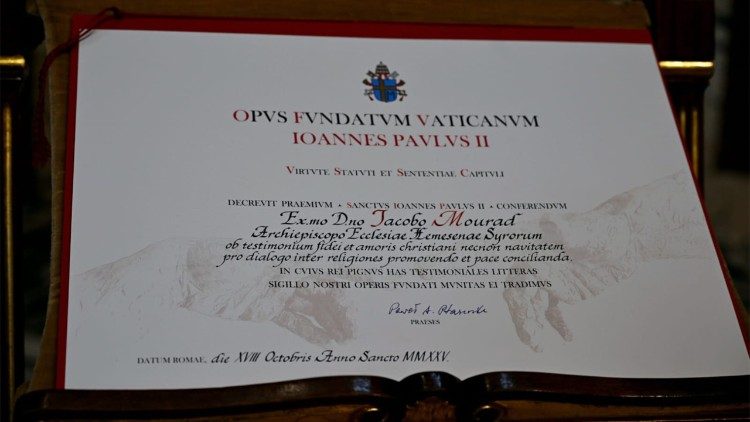 OPVS FVNDATVM VATICANVM
IOANNES PAVLVS II
VIRTVTE STATVTI ET SENTENTIAE CAPITVLI
DECREVIT PRAEMIVM • SANCTVS IOANNES PAVLVS II • CONFERENDVM
Ex.mo Dno Jacobo Mourad
Archiepiscopo Ecclesiae Hemesenae Syrorum
ob testimonium fidei et amoris christiani necnon navitatem
pro dialogo inter religiones promovendo et pace concilianda.
IN CVIVS REI PIGNVS HAS TESTIMONIALES LITTERAS
SIGILLO NOSTRI OPERIS FVNDATI MVNITAS EI TRADIMVS
Paweł A.
PRAESES
DATUM ROMAE, die XVIII Octobris Anno Sancto MMXXV.